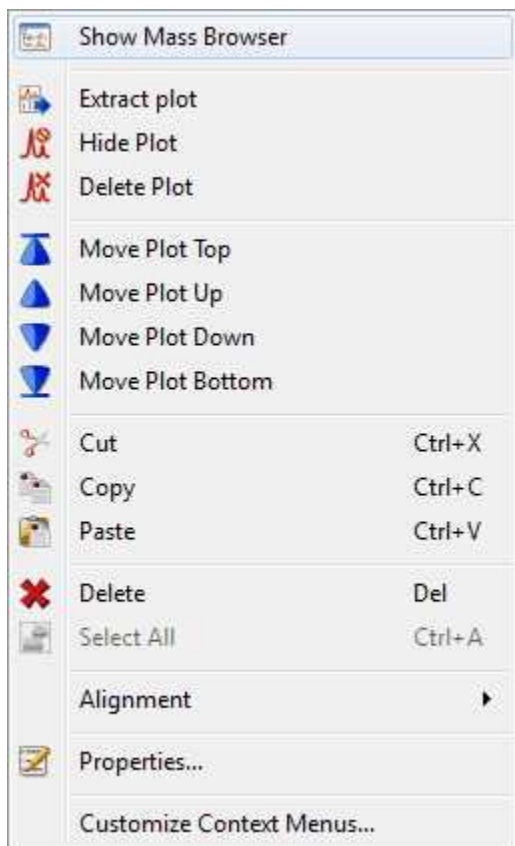 Show Mass Browser
Extract plot
Hide Plot
Delete Plot
Move Plot Top
Move Plot Up
Move Plot Down
Move Plot Bottom
Cut Ctrl+X
Copy Ctrl+C
Paste Ctrl+V
Delete Del
Select All Ctrl+A
Alignment
Properties...
Customize Context Menus...